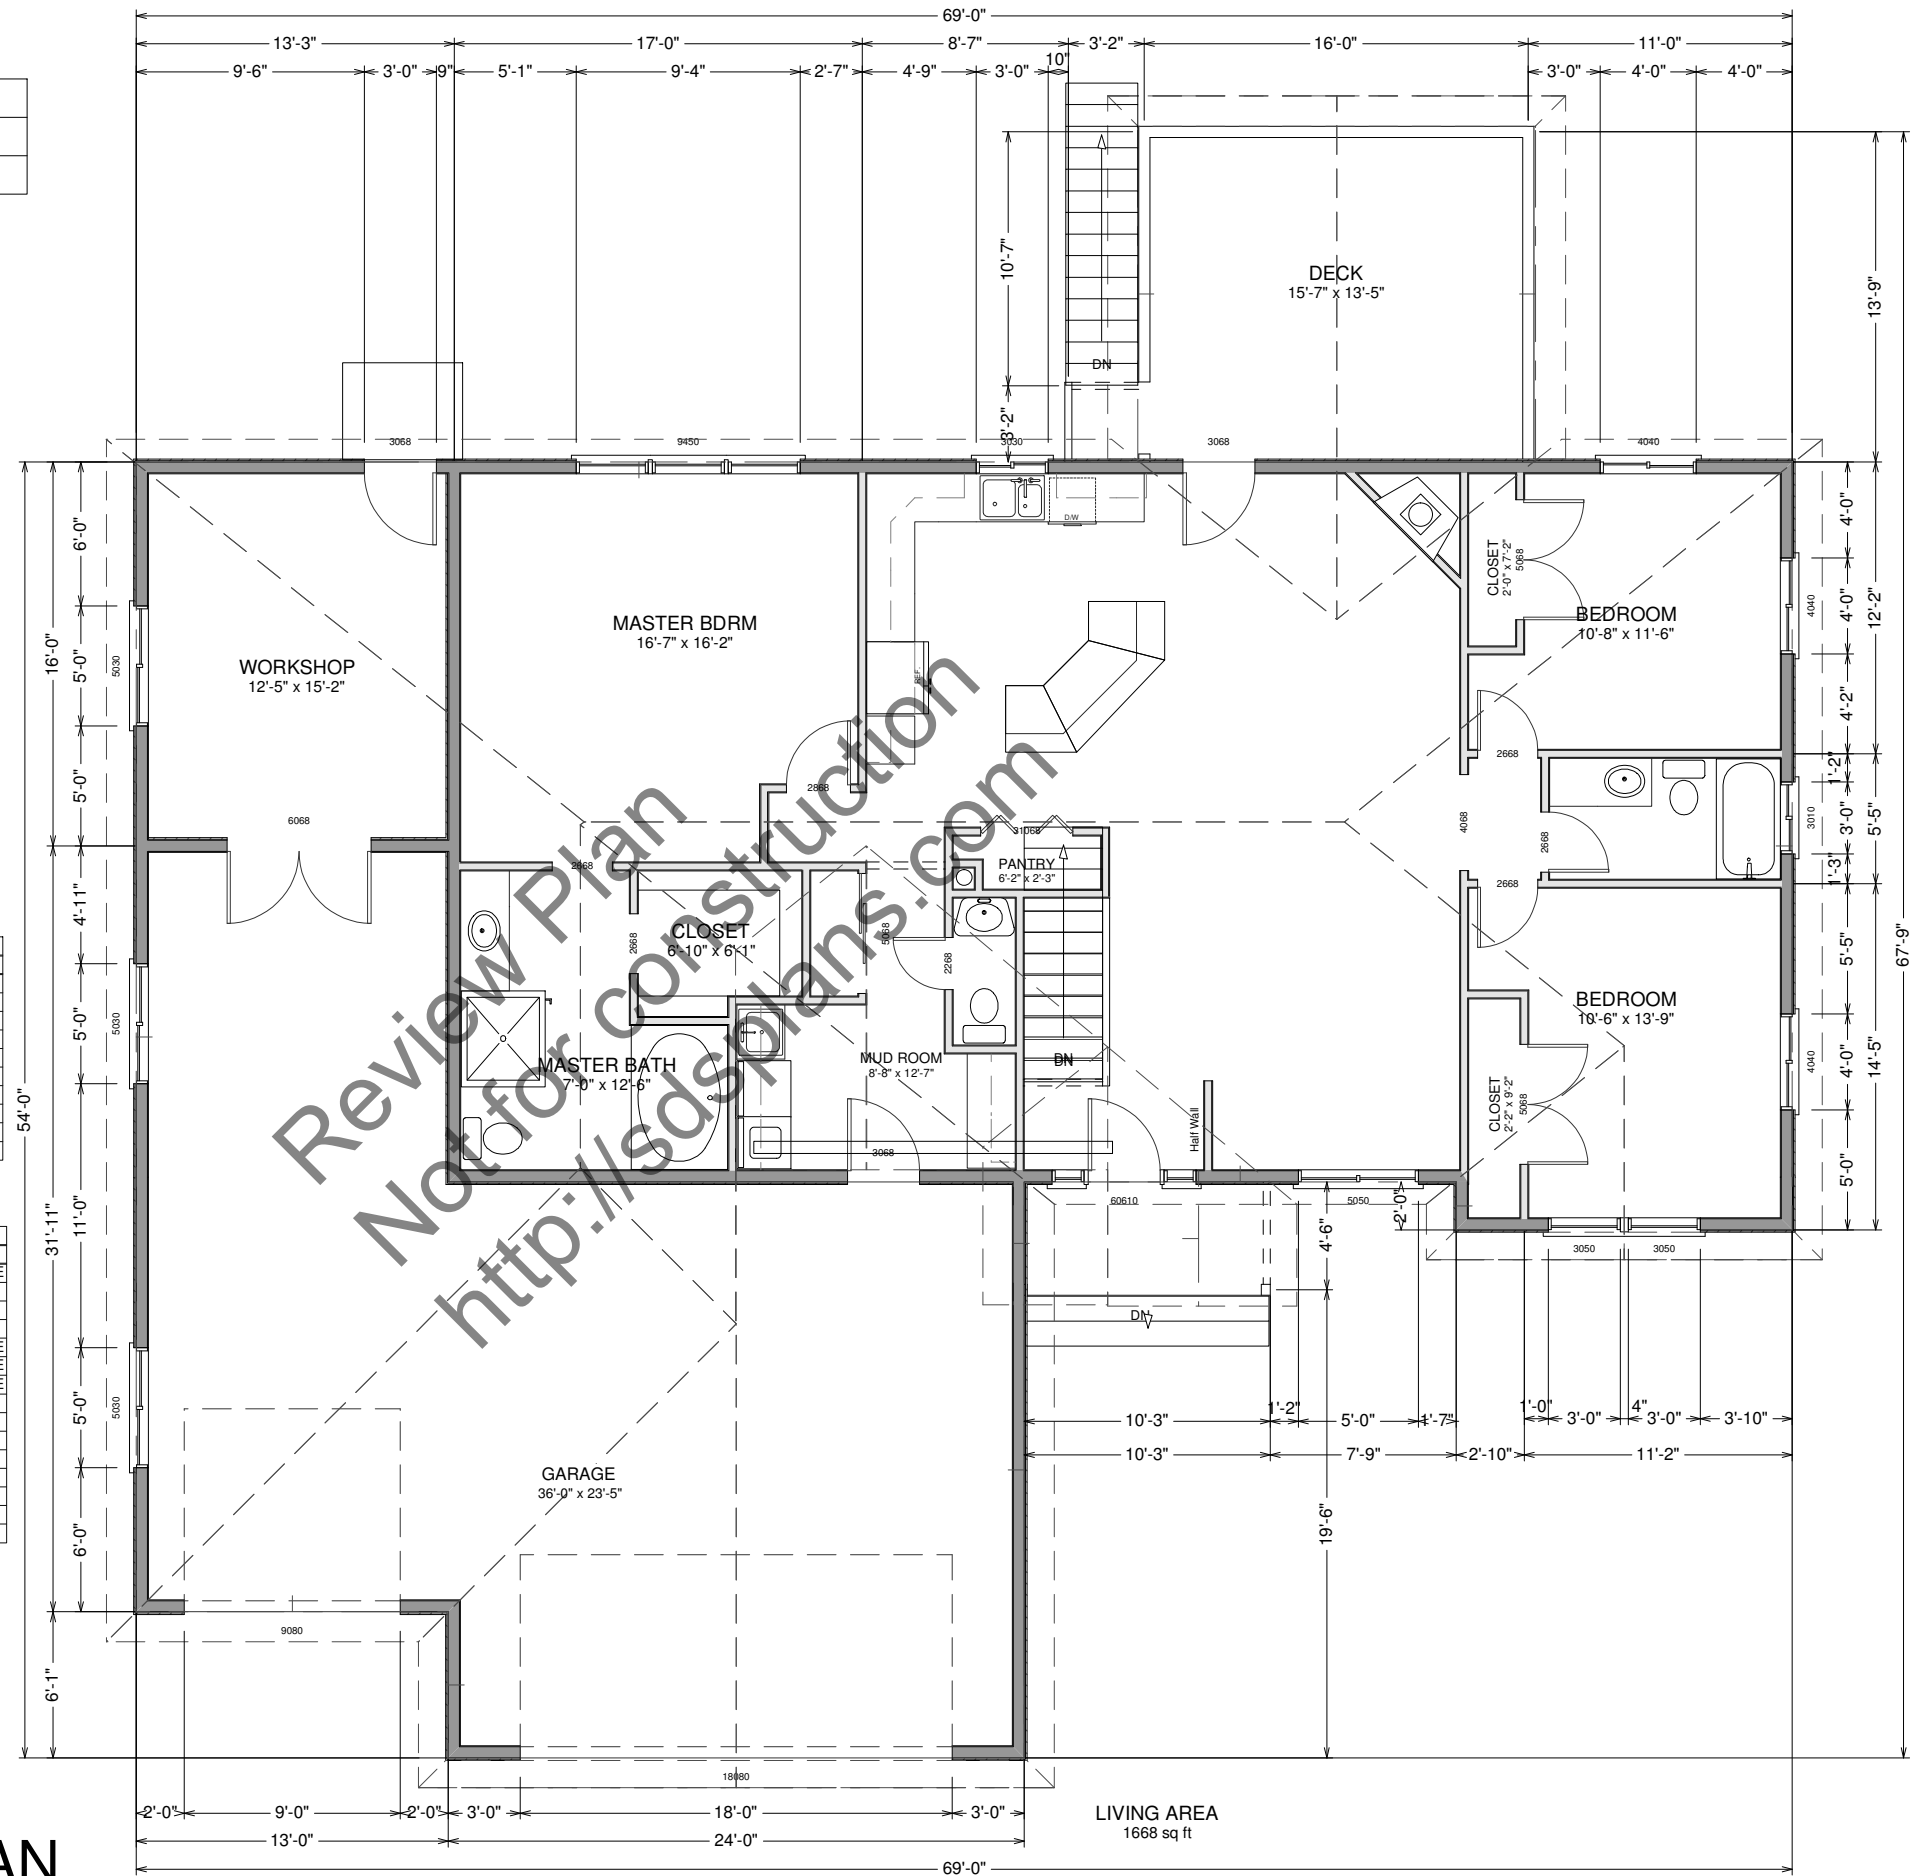 69'-0"
13'-3" 17'-0" 8'-7" 3'-2" 16'-0" 11'-0"
9'-6" 3'-0" 9" 5'-1" 9'-4" 2'-7" 4'-9" 3'-0" 10" 3'-0" 4'-0" 4'-0"
10'-7"
3'-2"
DN
DECK
15'-7" x 13'-5"
13'-9"
67'-9"
3068 9450 3030 3068 4040
D/W
WORKSHOP
12'-5" x 15'-2"
MASTER BDRM
16'-7" x 16'-2"
REF.
CLOSET
2'-0" x 7'-2"
5068
BEDROOM
10'-8" x 11'-6"
6'-0"
5'-0"
5'-0"
16'-0"
5030
4'-0"
4'-0"
4'-2"
12'-2"
4040
6068
2868
2668
2668
31068
PANTRY
6'-2" x 2'-3"
4068
2668
2668
1'-2"
3'-0"
1'-3"
5'-5"
3010
CLOSET
6'-10" x 6'-1"
2668
5068
2268
MASTER BATH
7'-0" x 12'-6"
MUD ROOM
8'-8" x 12'-7"
DN
3068
Half Wall
BEDROOM
10'-6" x 13'-9"
CLOSET
2'-2" x 9'-2"
5068
5'-5"
4'-0"
5'-0"
14'-5"
4040
4'-11"
5'-0"
11'-0"
5'-0"
6'-0"
31'-11"
54'-0"
6'-1"
5030
5030
60610
5050
2'-0"
4'-6"
3050 3050
DN
Review Plan
Not for construction
http://sdsplans.com
10'-3" 1'-2" 5'-0" 1'-7" 1'-0" 3'-0" 4" 3'-0" 3'-10"
10'-3" 7'-9" 2'-10" 11'-2"
19'-6"
GARAGE
36'-0" x 23'-5"
9080
18080
2'-0" 9'-0" 2'-0" 3'-0" 18'-0" 3'-0"
13'-0" 24'-0"
LIVING AREA
1668 sq ft
69'-0"
AN